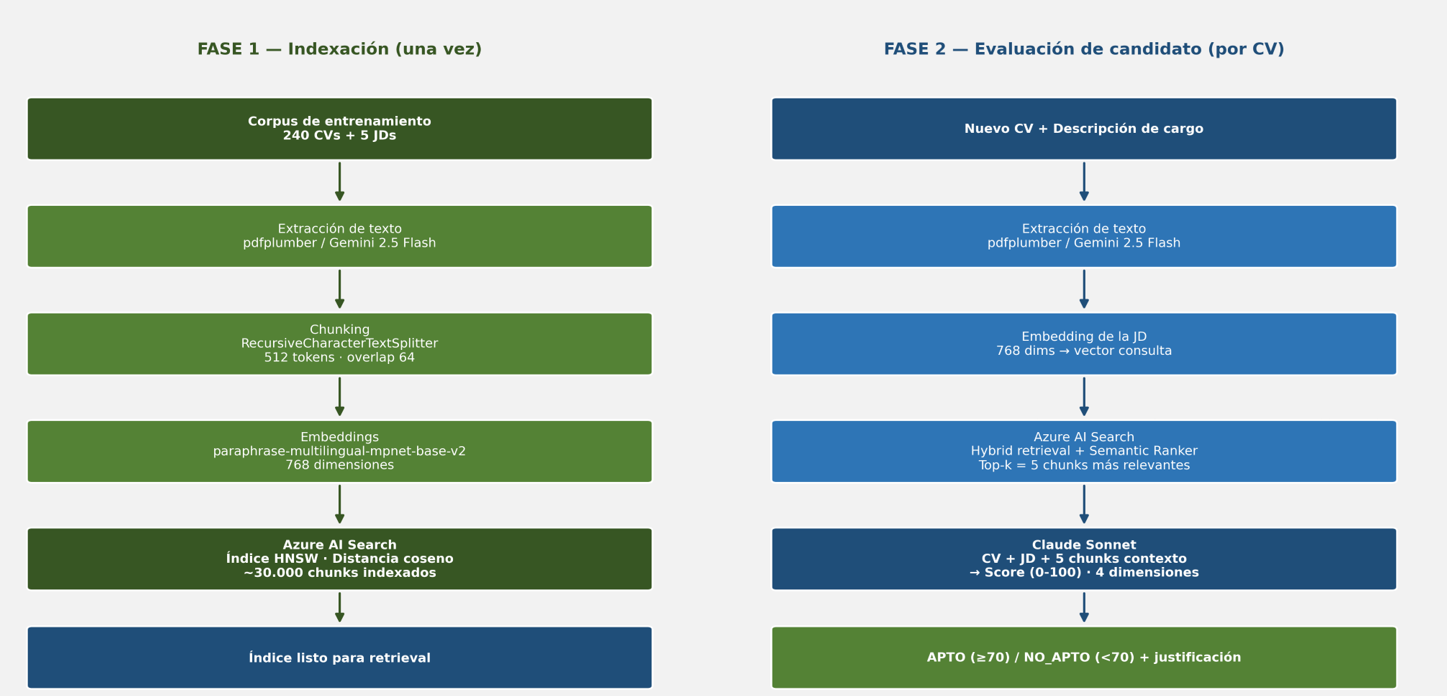 FASE 1 — Indexación (una vez)
Corpus de entrenamiento
240 CVs + 5 JDs
Extracción de texto
pdfplumber / Gemini 2.5 Flash
Chunking
RecursiveCharacterTextSplitter
512 tokens · overlap 64
Embeddings
paraphrase-multilingual-mpnet-base-v2
768 dimensiones
Azure AI Search
Índice HNSW · Distancia coseno
~30.000 chunks indexados
Índice listo para retrieval
FASE 2 — Evaluación de candidato (por CV)
Nuevo CV + Descripción de cargo
Extracción de texto
pdfplumber / Gemini 2.5 Flash
Embedding de la JD
768 dims → vector consulta
Azure AI Search
Hybrid retrieval + Semantic Ranker
Top-k = 5 chunks más relevantes
Claude Sonnet
CV + JD + 5 chunks contexto
→ Score (0-100) · 4 dimensiones
APTO (≥70) / NO_APTO (<70) + justificación